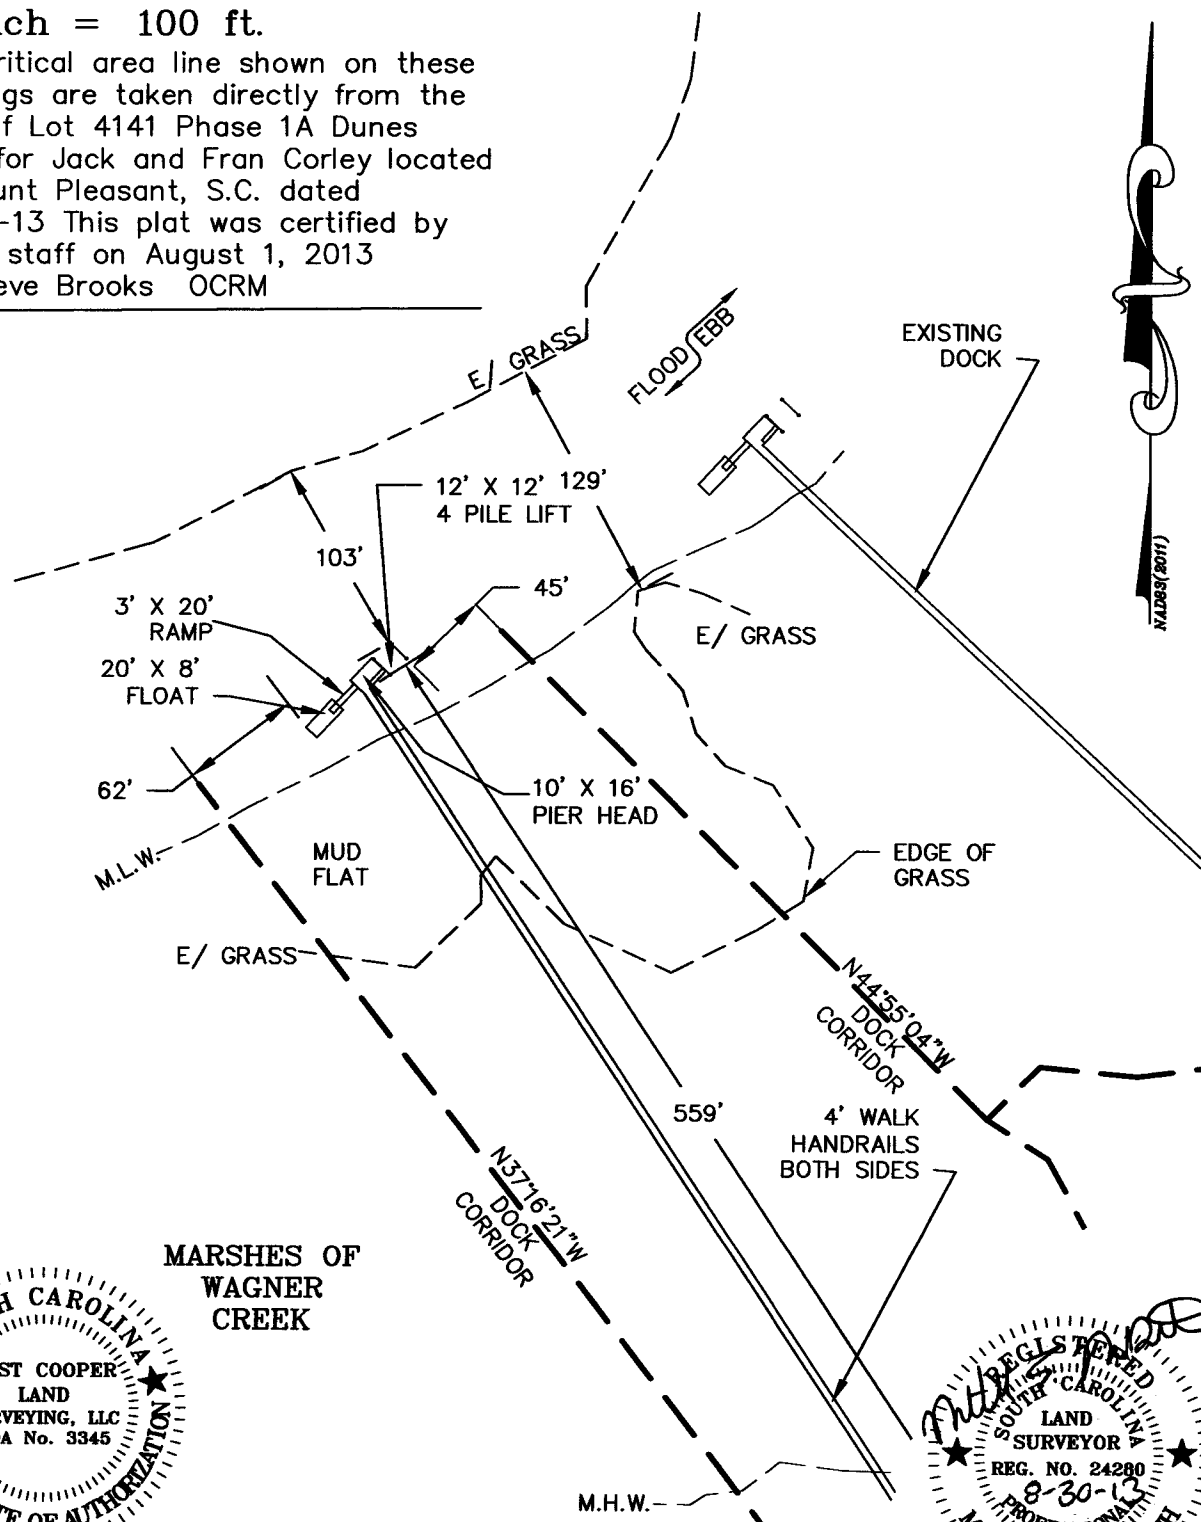 ch = 100 ft.
ritical area line shown on these
gs are taken directly from the
f Lot 4141 Phase 1A Dunes
for Jack and Fran Corley located
unt Pleasant, S.C. dated
-13 This plat was certified by
staff on August 1, 2013
eve Brooks OCRM
E/ GRASS
FLOOD EBB
EXISTING
DOCK
NAD83(2011)
12' X 12'
4 PILE LIFT
129'
103'
45'
3' X 20'
RAMP
20' X 8'
FLOAT
E/ GRASS
62'
10' X 16'
PIER HEAD
M.L.W.
MUD
FLAT
EDGE OF
GRASS
E/ GRASS
N44°55'04"W
DOCK
CORRIDOR
559'
4' WALK
HANDRAILS
BOTH SIDES
N37°16'21"W
DOCK
CORRIDOR
MARSHES OF
WAGNER
CREEK
H CAROLINA
ST COOPER
LAND
VEYING, LLC
A No. 3345
TE OF AUTHORIZATION
M.H.W.
REGISTERED
SOUTH CAROLINA
LAND
SURVEYOR
REG. NO. 24280
8-30-13